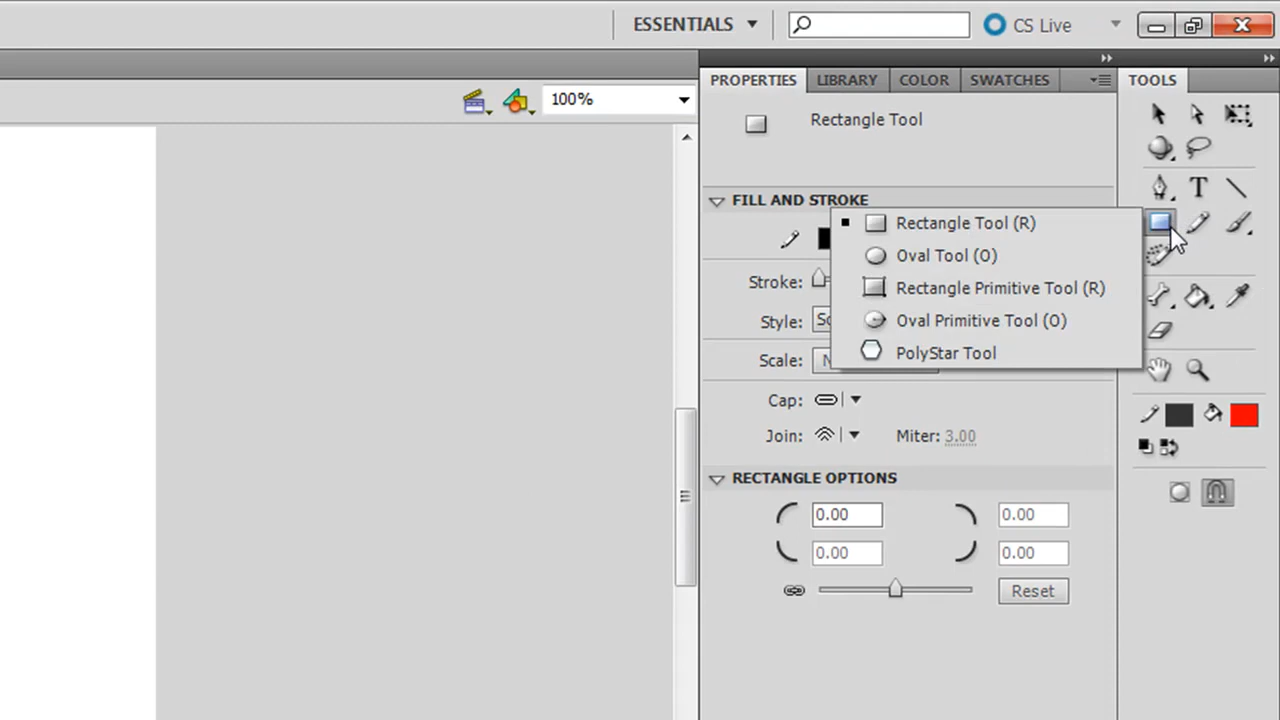 ESSENTIALS
CS Live
100%
PROPERTIES LIBRARY COLOR SWATCHES TOOLS
Rectangle Tool
T
FILL AND STROKE
Rectangle Tool (R)
Oval Tool (O)
Stroke:
Rectangle Primitive Tool (R)
Style:
Oval Primitive Tool (O)
Scale:
PolyStar Tool
Cap:
Join: Miter: 3.00
RECTANGLE OPTIONS
0.00 0.00
0.00 0.00
Reset